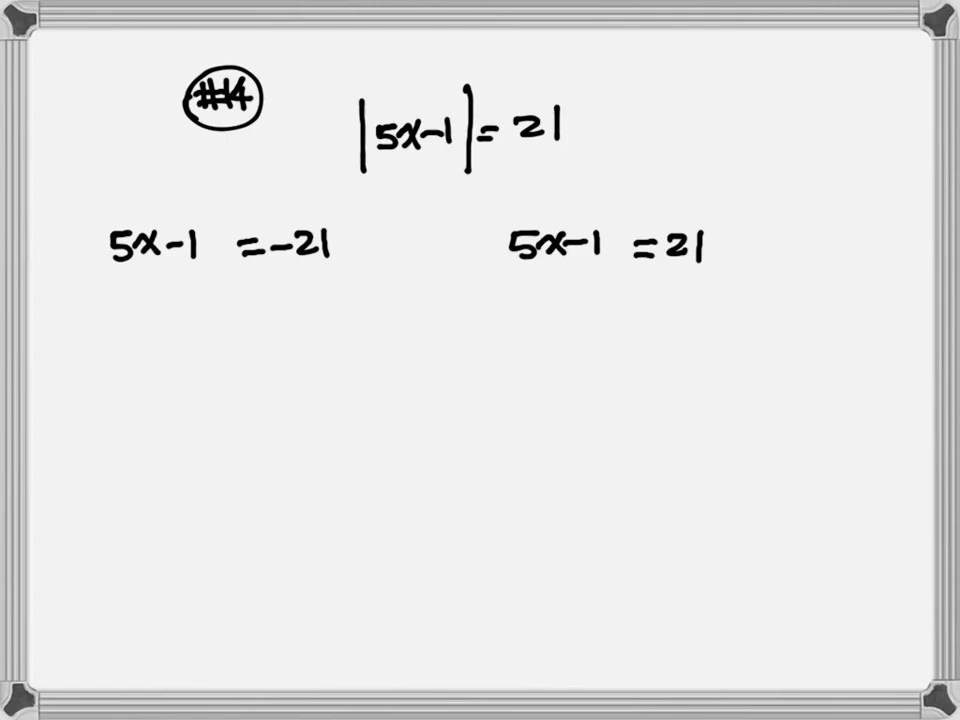 #14
|5x-1| = 21
5x-1 = -21
5x-1 = 21